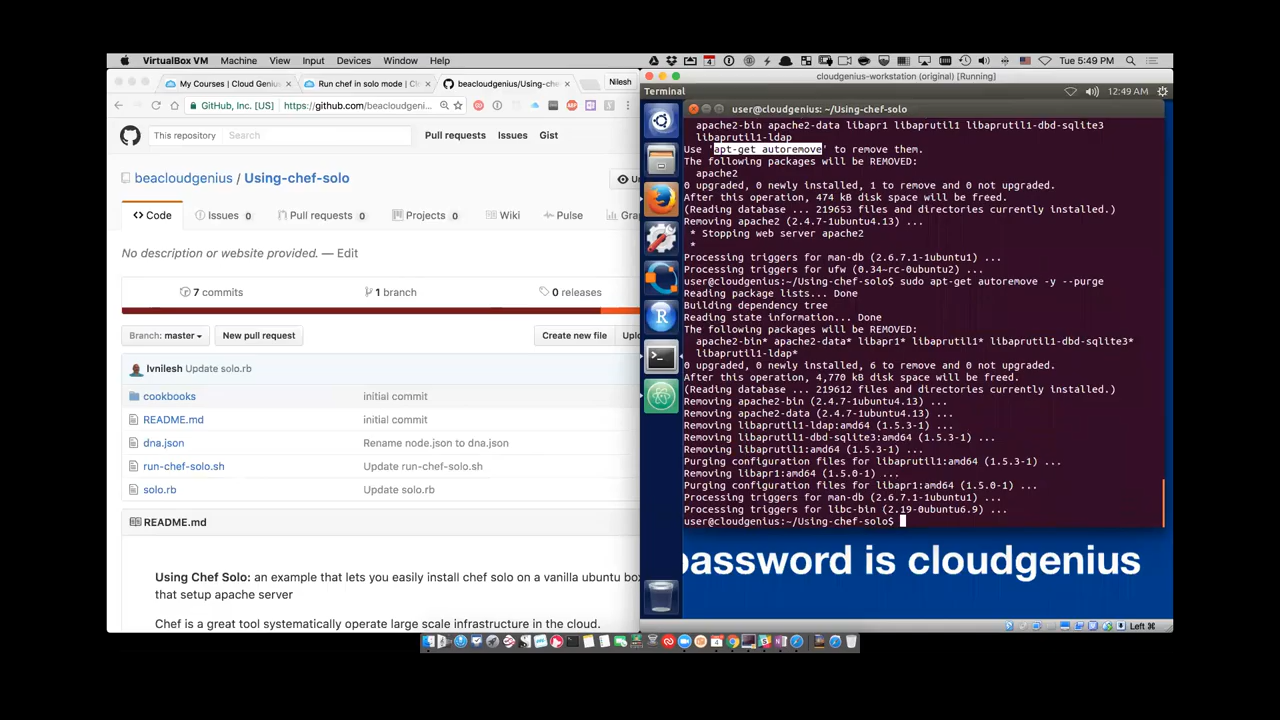 VirtualBox VM Machine View Input Devices Window Help
Tue 5:49 PM
My Courses | Cloud Genius
Run chef in solo mode | Cloud
beacloudgenius/Using-chef-so
Nilesh
GitHub, Inc. [US]
https://github.com/beacloudgeni...
This repository
Search
Pull requests
Issues
Gist
beacloudgenius / Using-chef-solo
Code
Issues 0
Pull requests 0
Projects 0
Wiki
Pulse
Gra
No description or website provided. — Edit
7 commits
1 branch
0 releases
Branch: master
New pull request
Create new file
Uplo
lvnilesh Update solo.rb
cookbooks
initial commit
README.md
initial commit
dna.json
Rename node.json to dna.json
run-chef-solo.sh
Update run-chef-solo.sh
solo.rb
Update solo.rb
README.md
Using Chef Solo: an example that lets you easily install chef solo on a vanilla ubuntu box
that setup apache server
Chef is a great tool systematically operate large scale infrastructure in the cloud.
cloudgenius-workstation (original) [Running]
Terminal
12:49 AM
user@cloudgenius: ~/Using-chef-solo
apache2-bin apache2-data libapr1 libaprutil1 libaprutil1-dbd-sqlite3
libaprutil1-ldap
Use 'apt-get autoremove' to remove them.
The following packages will be REMOVED:
apache2
0 upgraded, 0 newly installed, 1 to remove and 0 not upgraded.
After this operation, 474 kB disk space will be freed.
(Reading database ... 219653 files and directories currently installed.)
Removing apache2 (2.4.7-1ubuntu4.13) ...
* Stopping web server apache2
*
Processing triggers for man-db (2.6.7.1-1ubuntu1) ...
Processing triggers for ufw (0.34~rc-0ubuntu2) ...
user@cloudgenius:~/Using-chef-solo$ sudo apt-get autoremove -y --purge
Reading package lists... Done
Building dependency tree
Reading state information... Done
The following packages will be REMOVED:
apache2-bin* apache2-data* libapr1* libaprutil1* libaprutil1-dbd-sqlite3*
libaprutil1-ldap*
0 upgraded, 0 newly installed, 6 to remove and 0 not upgraded.
After this operation, 4,770 kB disk space will be freed.
(Reading database ... 219612 files and directories currently installed.)
Removing apache2-bin (2.4.7-1ubuntu4.13) ...
Removing apache2-data (2.4.7-1ubuntu4.13) ...
Removing libaprutil1-ldap:amd64 (1.5.3-1) ...
Removing libaprutil1-dbd-sqlite3:amd64 (1.5.3-1) ...
Removing libaprutil1:amd64 (1.5.3-1) ...
Purging configuration files for libaprutil1:amd64 (1.5.3-1) ...
Removing libapr1:amd64 (1.5.0-1) ...
Purging configuration files for libapr1:amd64 (1.5.0-1) ...
Processing triggers for man-db (2.6.7.1-1ubuntu1) ...
Processing triggers for libc-bin (2.19-0ubuntu6.9) ...
user@cloudgenius:~/Using-chef-solo$
password is cloudgenius
Left ⌘